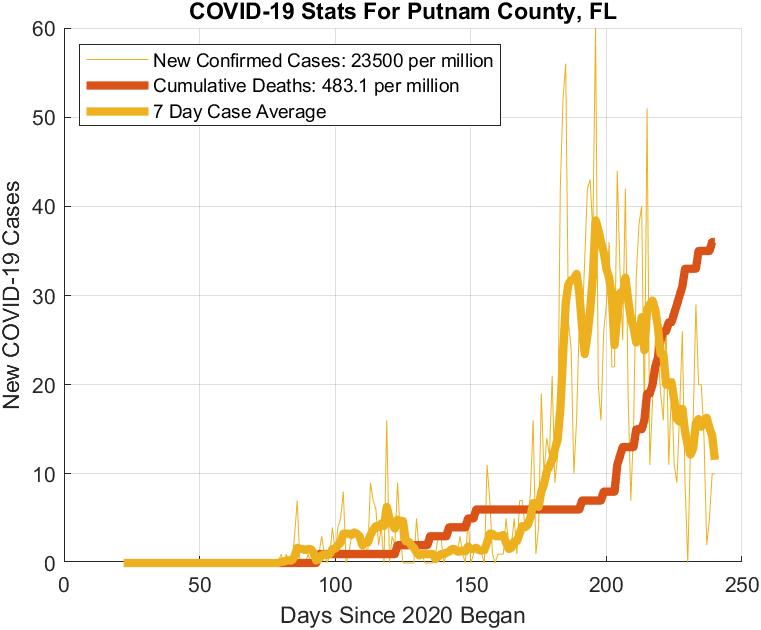 COVID-19 Stats For Putnam County, FL
60
50
40
30
20
10
0
New COVID-19 Cases
New Confirmed Cases: 23500 per million
Cumulative Deaths: 483.1 per million
7 Day Case Average
0
50
100
150
200
250
Days Since 2020 Began